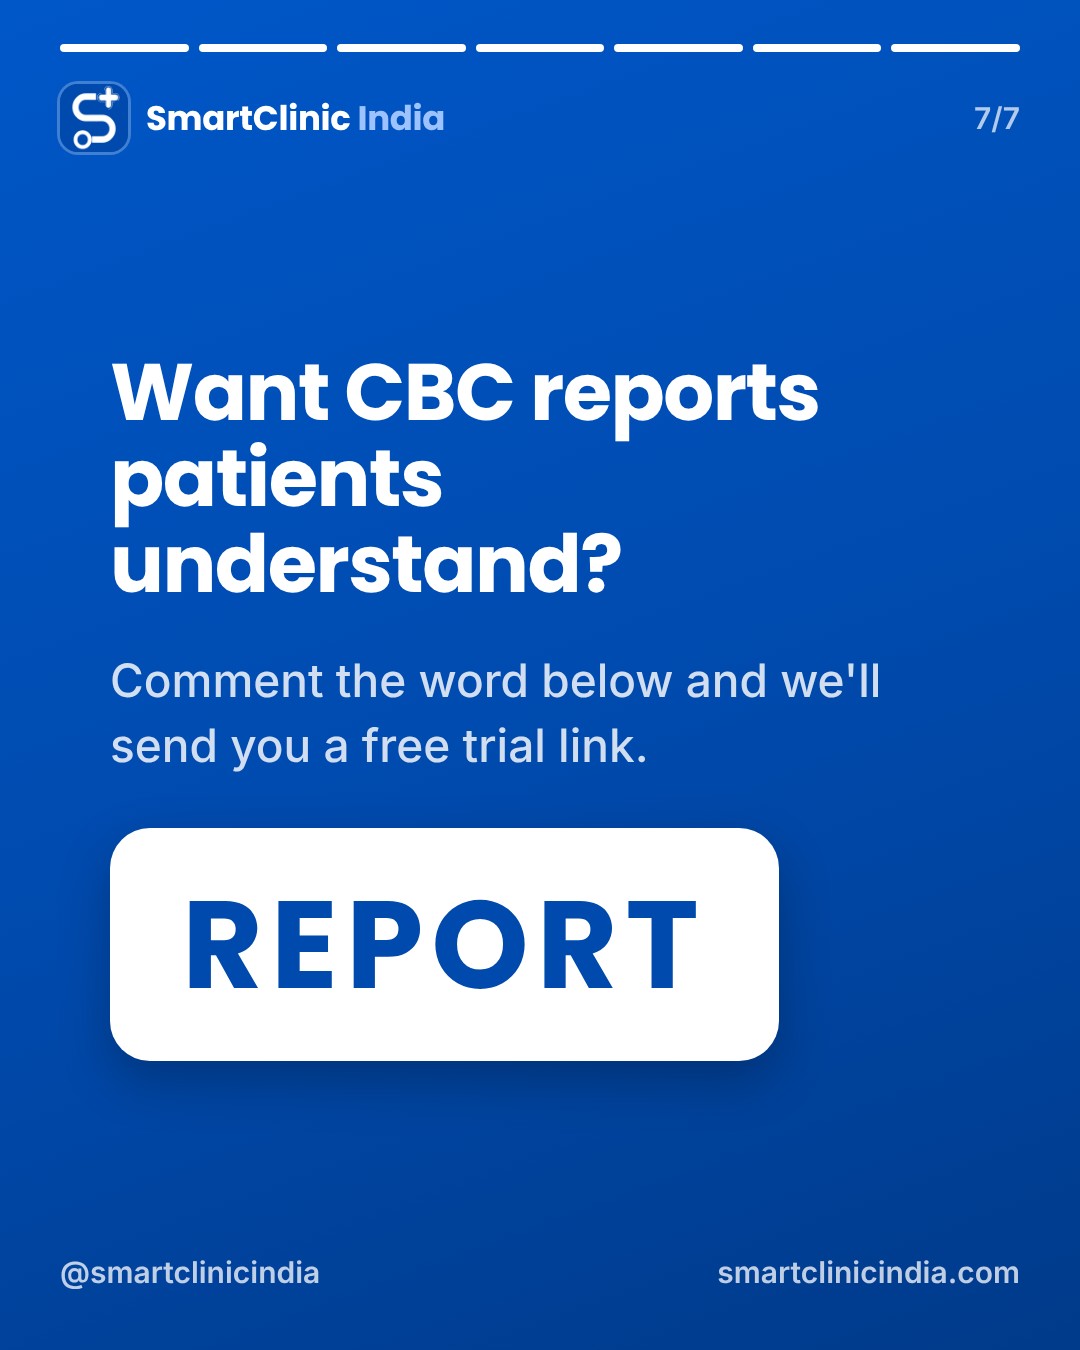 SmartClinic India
7/7
Want CBC reports
patients
understand?
Comment the word below and we'll
send you a free trial link.
REPORT
@smartclinicindia
smartclinicindia.com